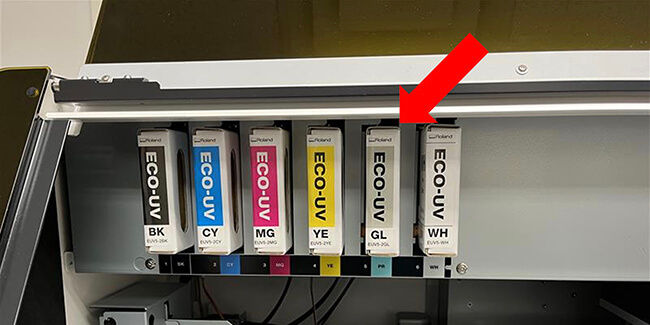 Roland
ECO-UV
BK
EUV5-2BK
Roland
ECO-UV
CY
EUV5-2CY
Roland
ECO-UV
MG
EUV5-2MG
Roland
ECO-UV
YE
EUV5-2YE
Roland
ECO-UV
GL
EUV5-2GL
Roland
ECO-UV
WH
EUV5-WH
1 BK 2 CY 3 MG 4 YE 5 PR 6 WH